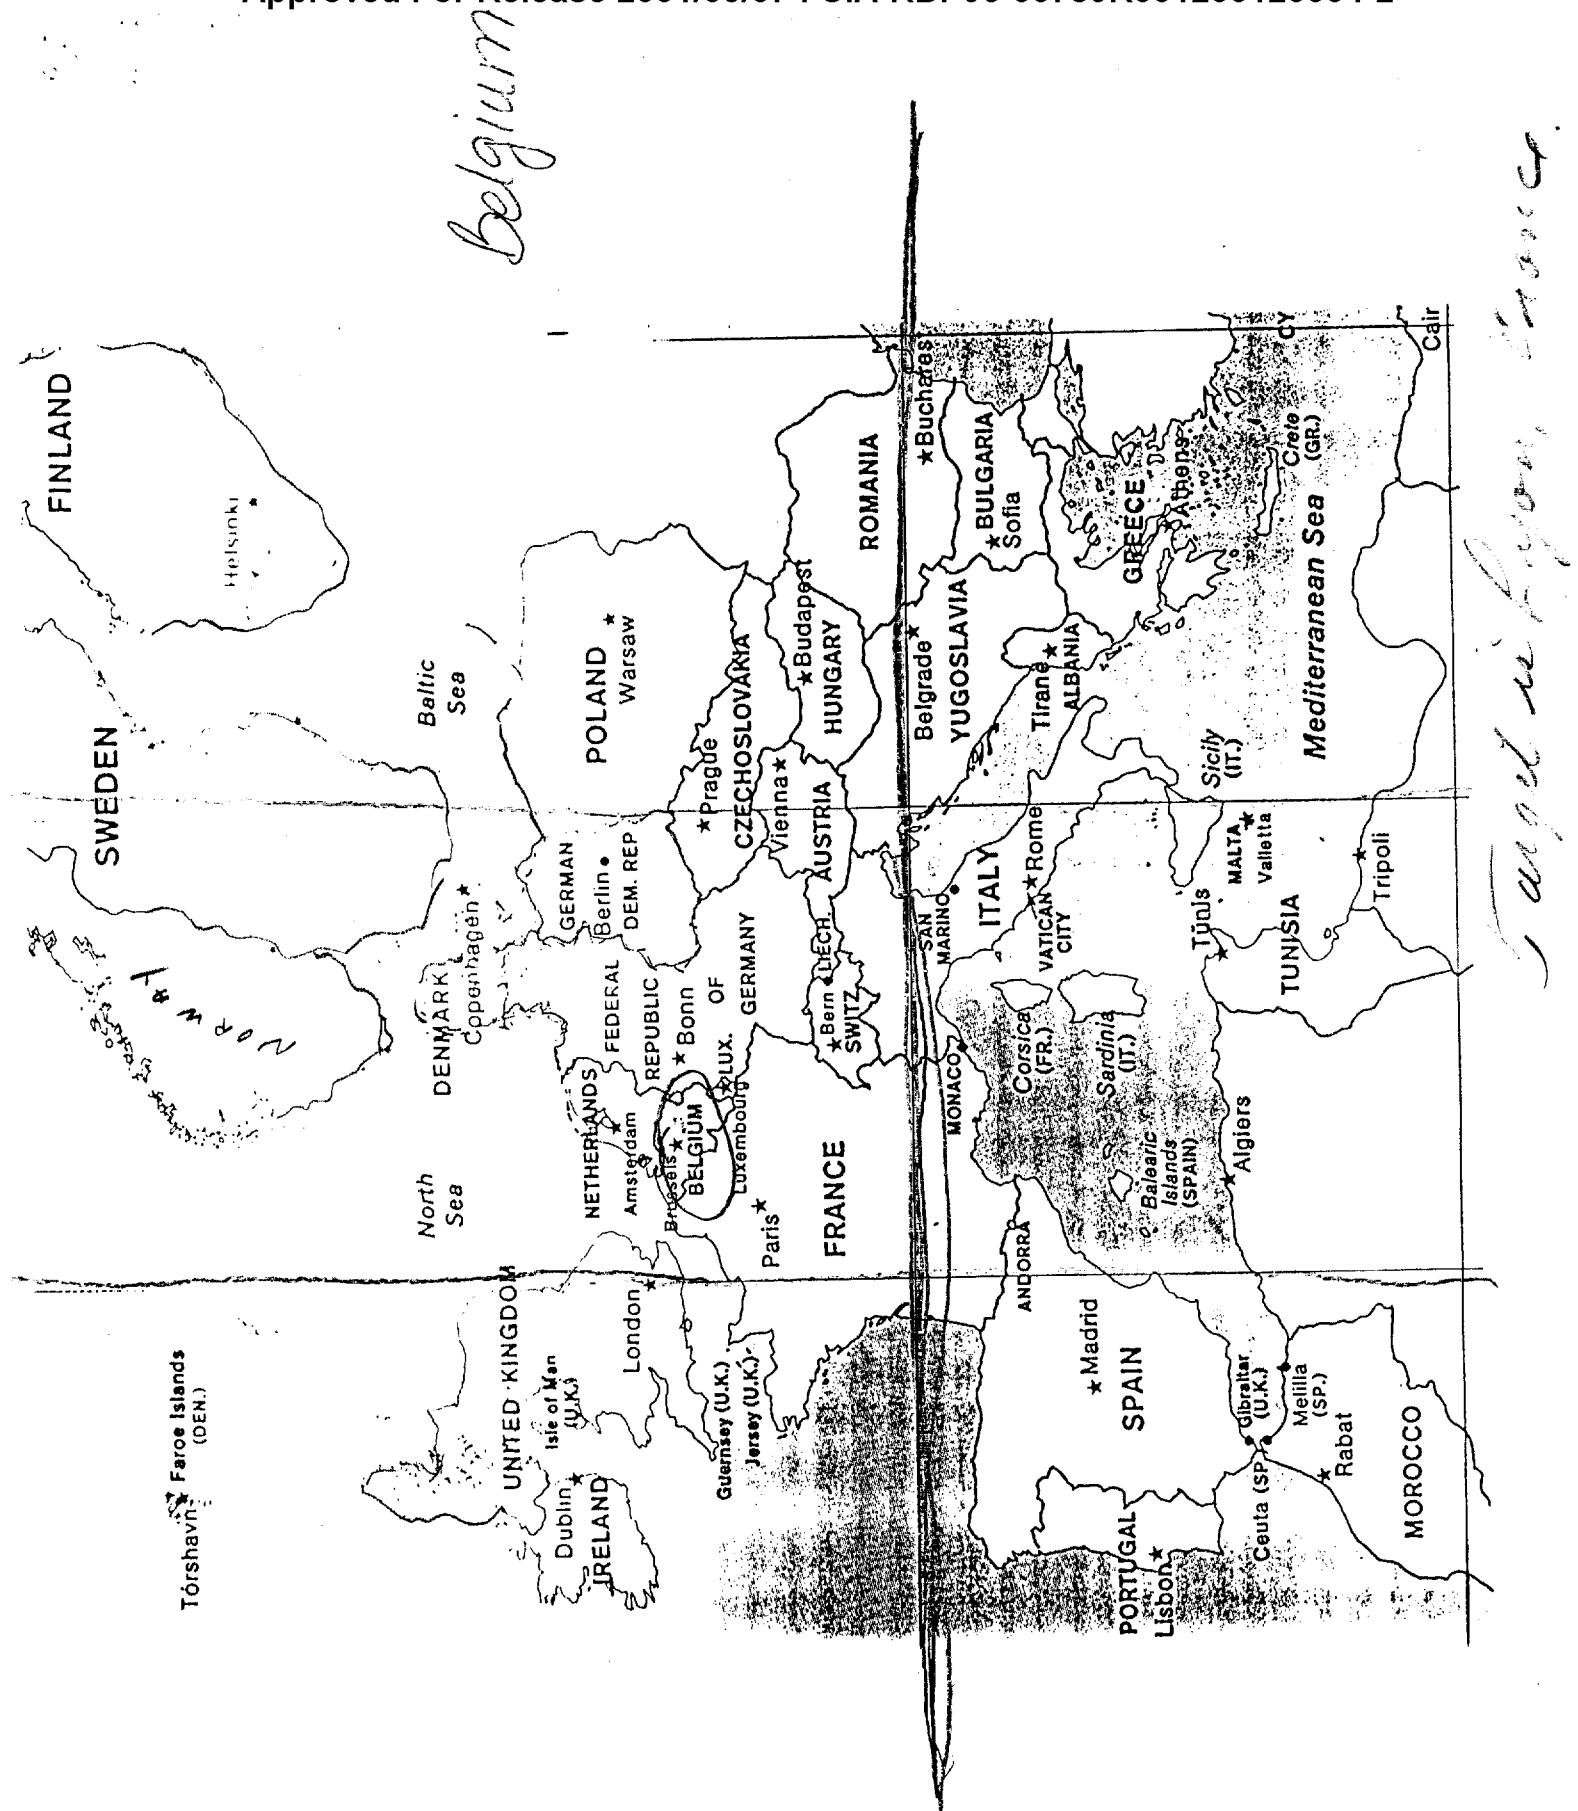 Belgium
FINLAND
Helsinki
SWEDEN
NORWAY
Tórshavn
Faroe Islands
(DEN.)
Baltic
Sea
North
Sea
DENMARK
Copenhagen
UNITED KINGDOM
Isle of Man
(U.K.)
Dublin
IRELAND
London
Guernsey (U.K.)
Jersey (U.K.)
NETHERLANDS
Amsterdam
Brussels
BELGIUM
LUX.
Luxembourg
FEDERAL
REPUBLIC
OF
GERMANY
Bonn
GERMAN
Berlin
DEM. REP
POLAND
Warsaw
Prague
CZECHOSLOVAKIA
Vienna
AUSTRIA
Budapest
HUNGARY
ROMANIA
Buchares
Paris
FRANCE
Bern
LIECH.
SWITZ
MONACO
SAN
MARINO
ITALY
VATICAN
CITY
Rome
Belgrade
YUGOSLAVIA
BULGARIA
Sofia
Tirane
ALBANIA
GREECE
Athens
Crete
(GR.)
CY
Cair
Mediterranean Sea
Sicily
(IT.)
MALTA
Valletta
Corsica
(FR.)
Sardinia
(IT.)
Balearic
Islands
(SPAIN)
ANDORRA
Madrid
SPAIN
PORTUGAL
Lisbon
Gibraltar
(U.K.)
Ceuta (SP.)
Melilla
(SP.)
Rabat
MOROCCO
Algiers
Tunis
TUNISIA
Tripoli
Target is Lyon, France.